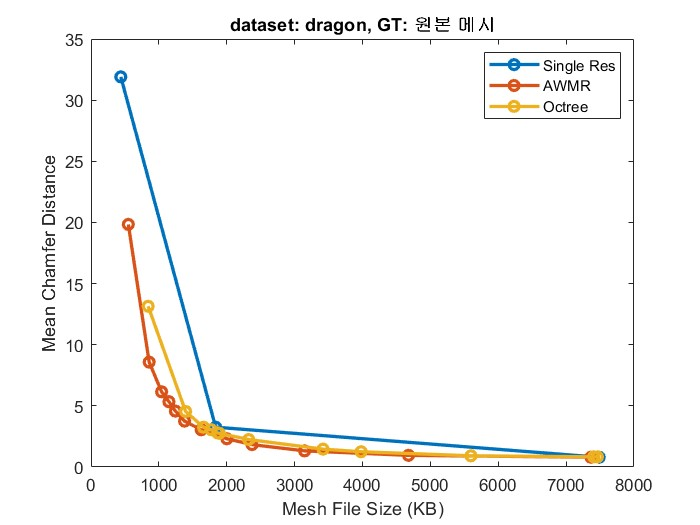 dataset: dragon, GT: 원본 메시
35
30
25
20
15
10
5
0
Mean Chamfer Distance
Single Res
AWMR
Octree
0 1000 2000 3000 4000 5000 6000 7000 8000
Mesh File Size (KB)